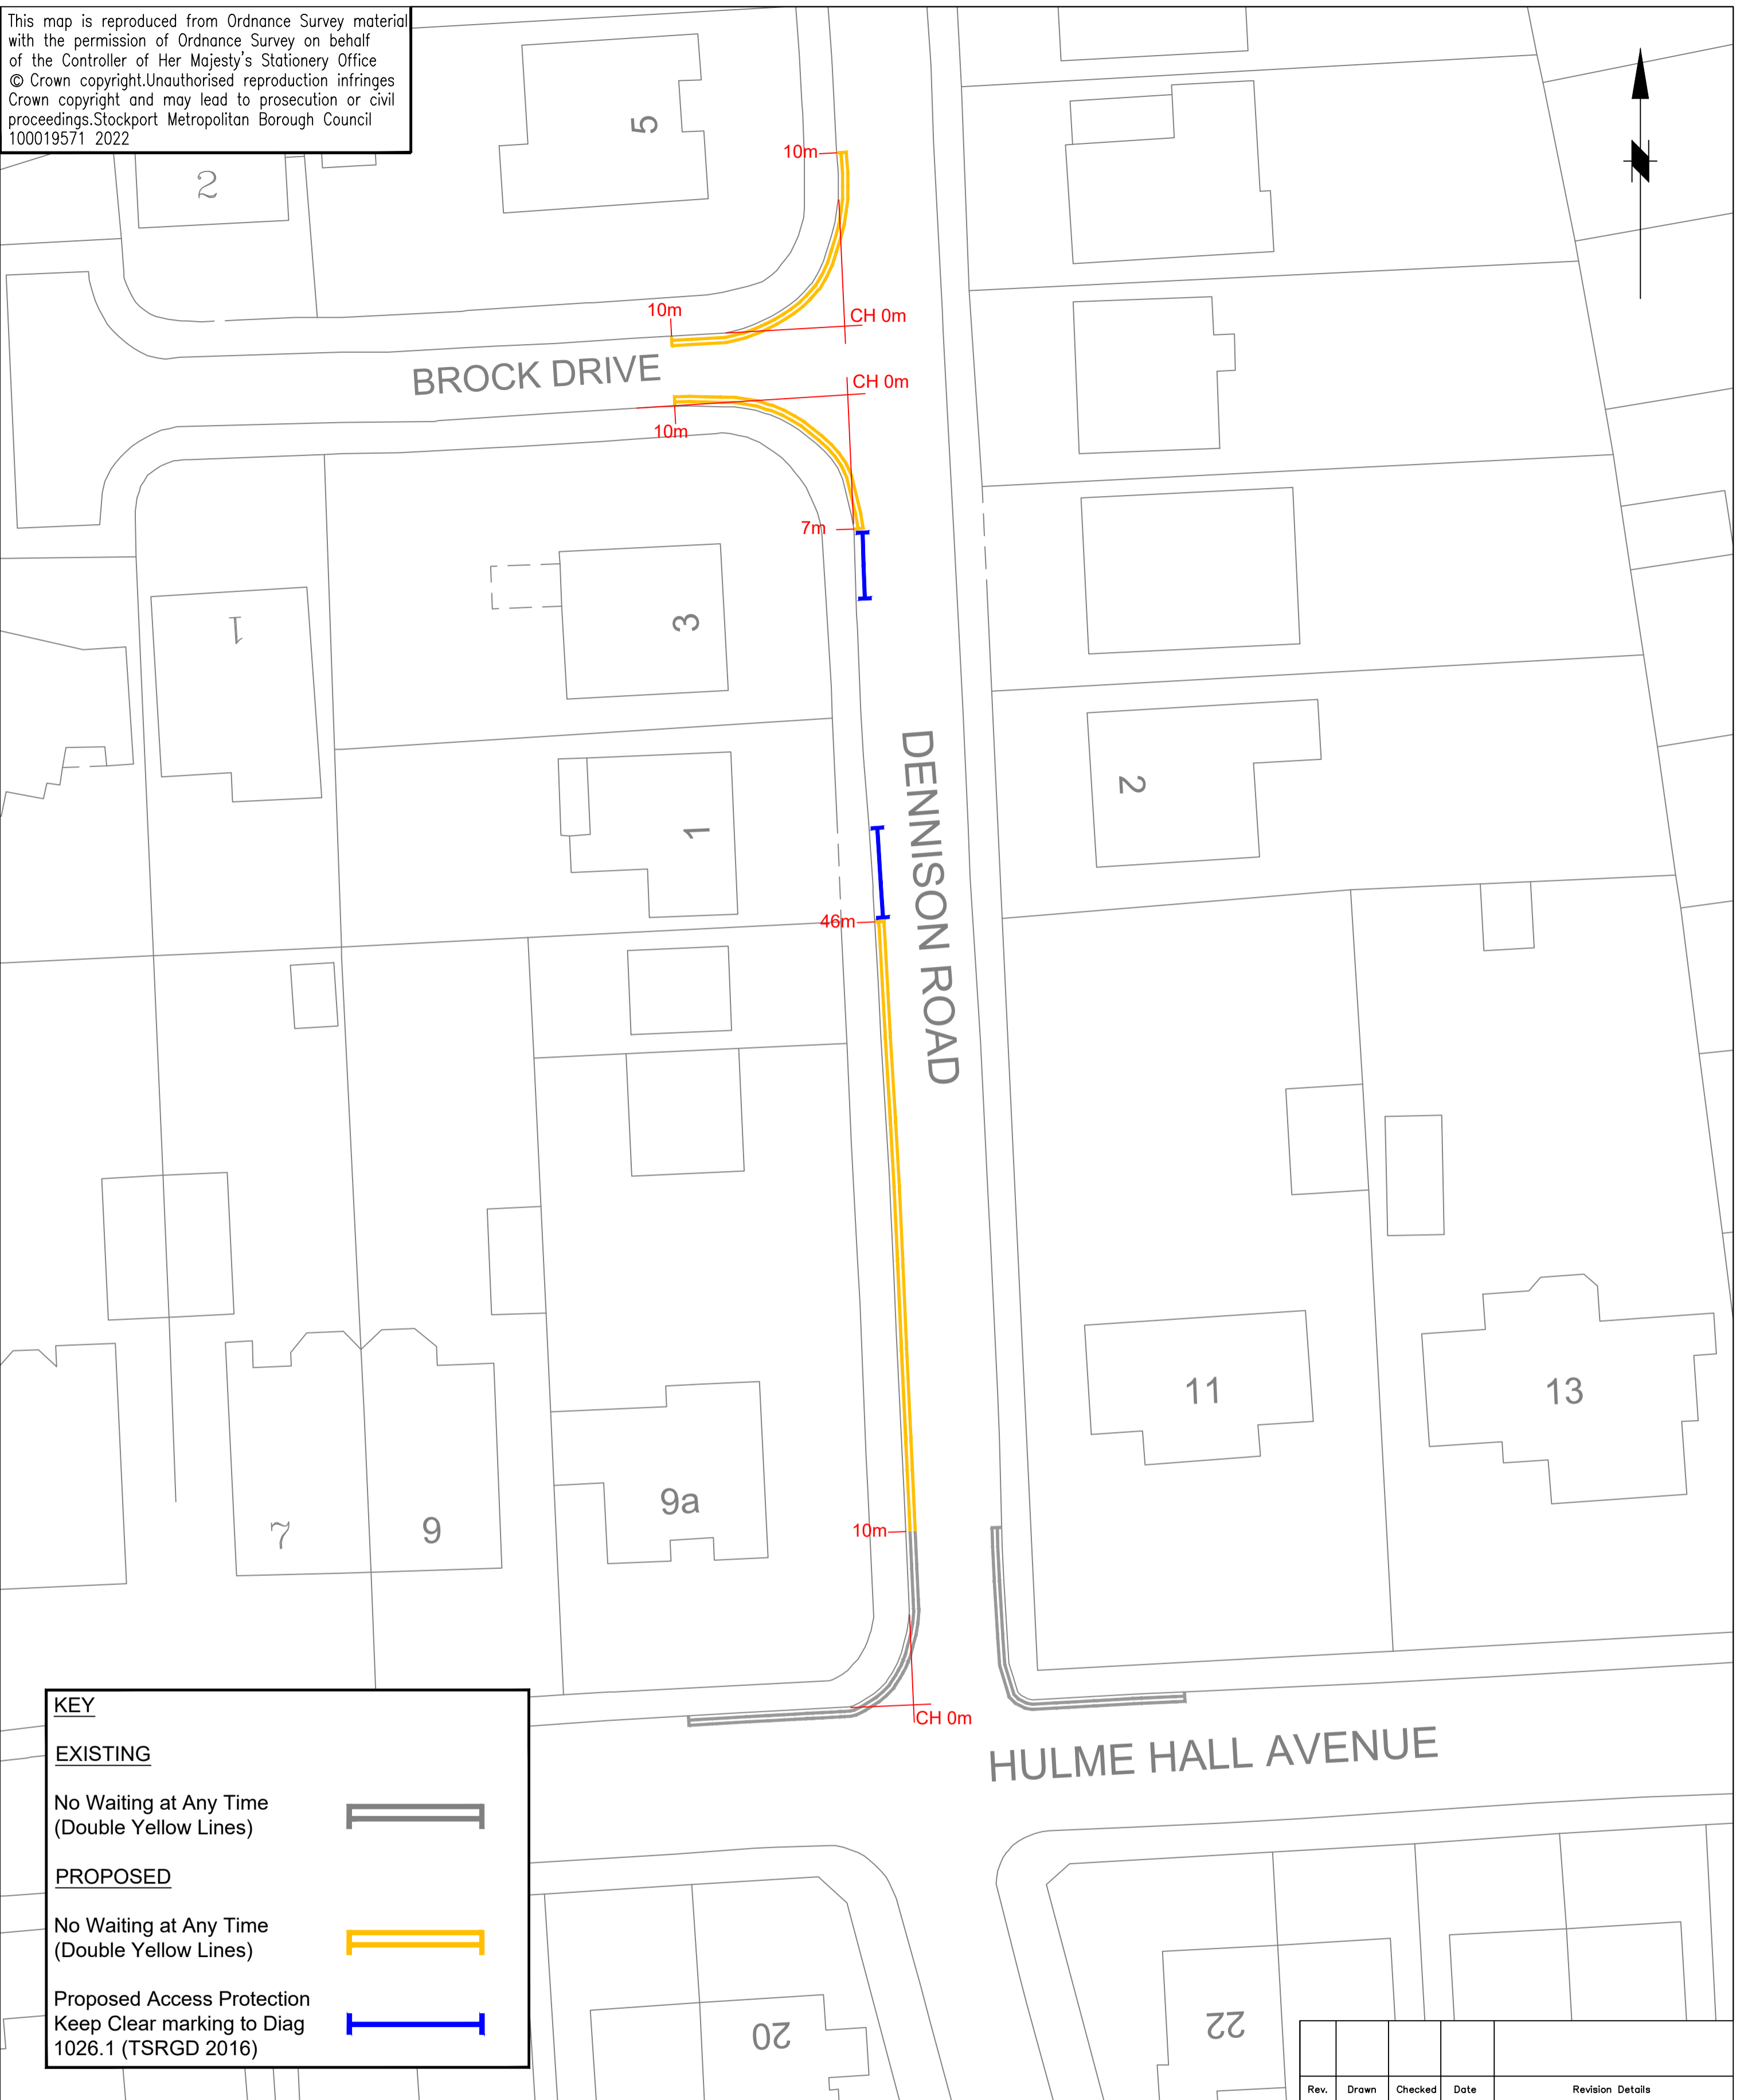 This map is reproduced from Ordnance Survey material
with the permission of Ordnance Survey on behalf
of the Controller of Her Majesty's Stationery Office
© Crown copyright.Unauthorised reproduction infringes
Crown copyright and may lead to prosecution or civil
proceedings.Stockport Metropolitan Borough Council
100019571 2022
5
2
10m
10m
CH 0m
BROCK DRIVE
CH 0m
10m
7m
1
3
DENNISON ROAD
2
1
46m
11
13
9a
7
9
10m
CH 0m
HULME HALL AVENUE
KEY
EXISTING
No Waiting at Any Time
(Double Yellow Lines)
PROPOSED
No Waiting at Any Time
(Double Yellow Lines)
Proposed Access Protection
Keep Clear marking to Diag
1026.1 (TSRGD 2016)
20
22
Rev. Drawn Checked Date Revision Details